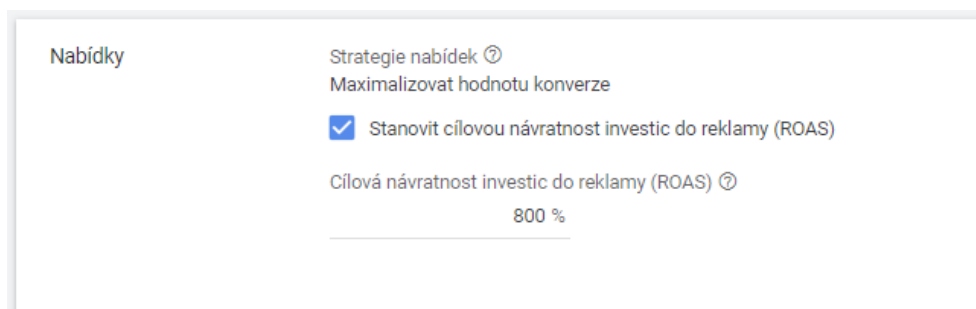 Nabídky
Strategie nabídek
Maximalizovat hodnotu konverze
Stanovit cílovou návratnost investic do reklamy (ROAS)
Cílová návratnost investic do reklamy (ROAS)
800 %